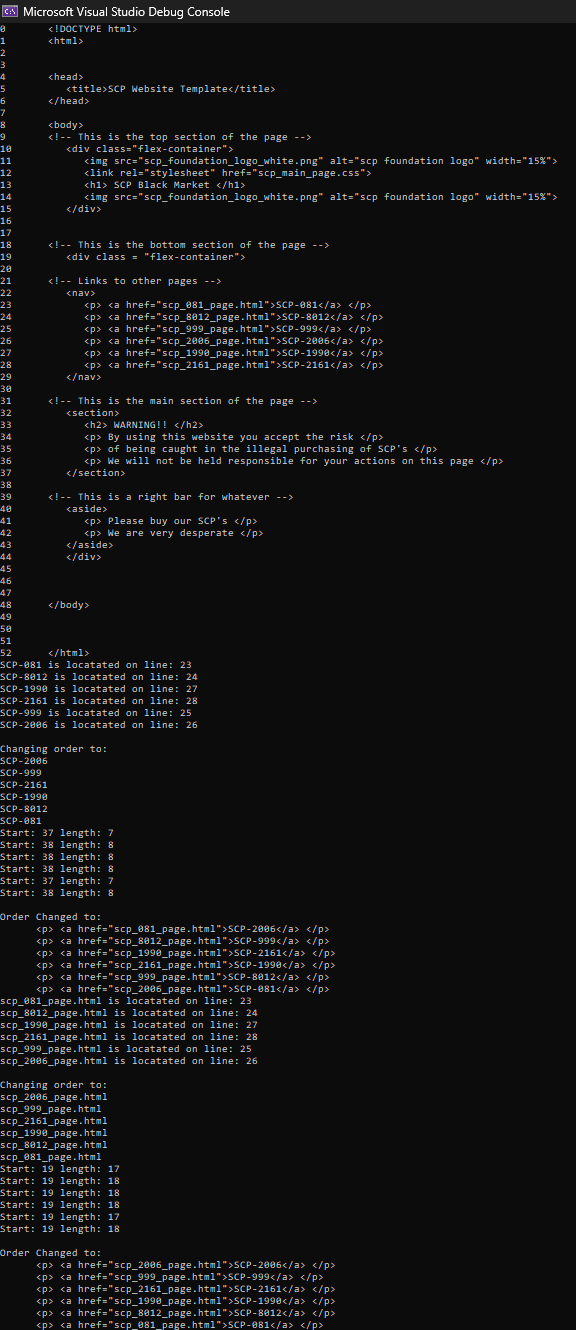 Microsoft Visual Studio Debug Console
0 <!DOCTYPE html>
1 <html>
2
3
4 <head>
5 <title>SCP Website Template</title>
6 </head>
7
8 <body>
9 <!-- This is the top section of the page -->
10 <div class="flex-container">
11 <img src="scp_foundation_logo_white.png" alt="scp foundation logo" width="15%">
12 <link rel="stylesheet" href="scp_main_page.css">
13 <h1> SCP Black Market </h1>
14 <img src="scp_foundation_logo_white.png" alt="scp foundation logo" width="15%">
15 </div>
16
17
18 <!-- This is the bottom section of the page -->
19 <div class = "flex-container">
20
21 <!-- Links to other pages -->
22 <nav>
23 <p> <a href="scp_081_page.html">SCP-081</a> </p>
24 <p> <a href="scp_8012_page.html">SCP-8012</a> </p>
25 <p> <a href="scp_999_page.html">SCP-999</a> </p>
26 <p> <a href="scp_2006_page.html">SCP-2006</a> </p>
27 <p> <a href="scp_1990_page.html">SCP-1990</a> </p>
28 <p> <a href="scp_2161_page.html">SCP-2161</a> </p>
29 </nav>
30
31 <!-- This is the main section of the page -->
32 <section>
33 <h2> WARNING!! </h2>
34 <p> By using this website you accept the risk </p>
35 <p> of being caught in the illegal purchasing of SCP's </p>
36 <p> We will not be held responsible for your actions on this page </p>
37 </section>
38
39 <!-- This is a right bar for whatever -->
40 <aside>
41 <p> Please buy our SCP's </p>
42 <p> We are very desperate </p>
43 </aside>
44 </div>
45
46
47
48 </body>
49
50
51
52 </html>
SCP-081 is locatated on line: 23
SCP-8012 is locatated on line: 24
SCP-1990 is locatated on line: 27
SCP-2161 is locatated on line: 28
SCP-999 is locatated on line: 25
SCP-2006 is locatated on line: 26

Changing order to:
SCP-2006
SCP-999
SCP-2161
SCP-1990
SCP-8012
SCP-081
Start: 37 length: 7
Start: 38 length: 8
Start: 38 length: 8
Start: 38 length: 8
Start: 37 length: 7
Start: 38 length: 8

Order Changed to:
<p> <a href="scp_081_page.html">SCP-2006</a> </p>
<p> <a href="scp_8012_page.html">SCP-999</a> </p>
<p> <a href="scp_1990_page.html">SCP-2161</a> </p>
<p> <a href="scp_2161_page.html">SCP-1990</a> </p>
<p> <a href="scp_999_page.html">SCP-8012</a> </p>
<p> <a href="scp_2006_page.html">SCP-081</a> </p>
scp_081_page.html is locatated on line: 23
scp_8012_page.html is locatated on line: 24
scp_1990_page.html is locatated on line: 27
scp_2161_page.html is locatated on line: 28
scp_999_page.html is locatated on line: 25
scp_2006_page.html is locatated on line: 26

Changing order to:
scp_2006_page.html
scp_999_page.html
scp_2161_page.html
scp_1990_page.html
scp_8012_page.html
scp_081_page.html
Start: 19 length: 17
Start: 19 length: 18
Start: 19 length: 18
Start: 19 length: 18
Start: 19 length: 17
Start: 19 length: 18

Order Changed to:
<p> <a href="scp_2006_page.html">SCP-2006</a> </p>
<p> <a href="scp_999_page.html">SCP-999</a> </p>
<p> <a href="scp_2161_page.html">SCP-2161</a> </p>
<p> <a href="scp_1990_page.html">SCP-1990</a> </p>
<p> <a href="scp_8012_page.html">SCP-8012</a> </p>
<p> <a href="scp_081_page.html">SCP-081</a> </p>